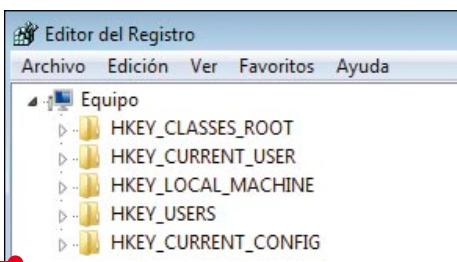 Editor del Registro
Archivo Edición Ver Favoritos Ayuda
Equipo
HKEY_CLASSES_ROOT
HKEY_CURRENT_USER
HKEY_LOCAL_MACHINE
HKEY_USERS
HKEY_CURRENT_CONFIG